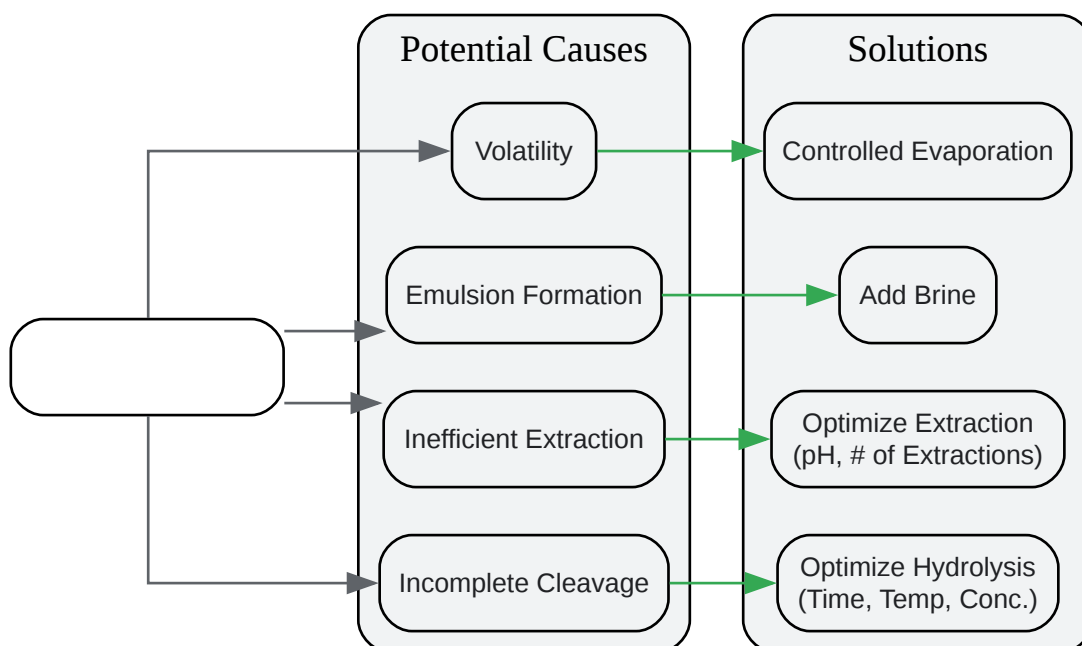 Potential Causes
Solutions
Volatility
Controlled Evaporation
Emulsion Formation
Add Brine
Inefficient Extraction
Optimize Extraction
(pH, # of Extractions)
Incomplete Cleavage
Optimize Hydrolysis
(Time, Temp, Conc.)